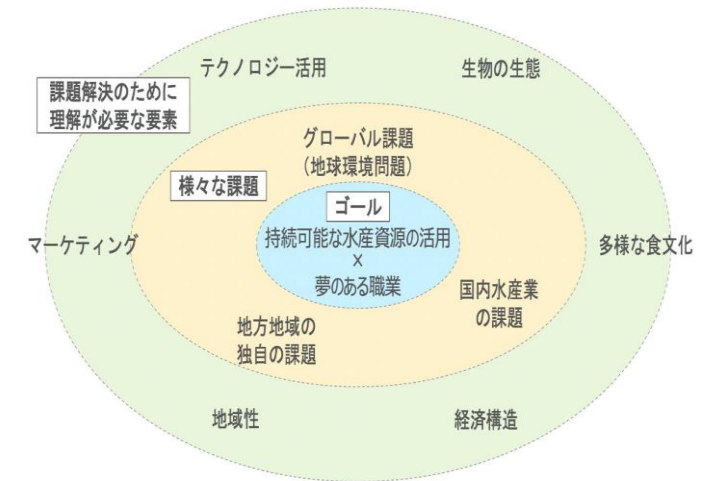 テクノロジー活用
生物の生態
課題解決のために
理解が必要な要素
グローバル課題
（地球環境問題）
様々な課題
ゴール
持続可能な水産資源の活用
×
夢のある職業
マーケティング
多様な食文化
国内水産業
の課題
地方地域の
独自の課題
地域性
経済構造